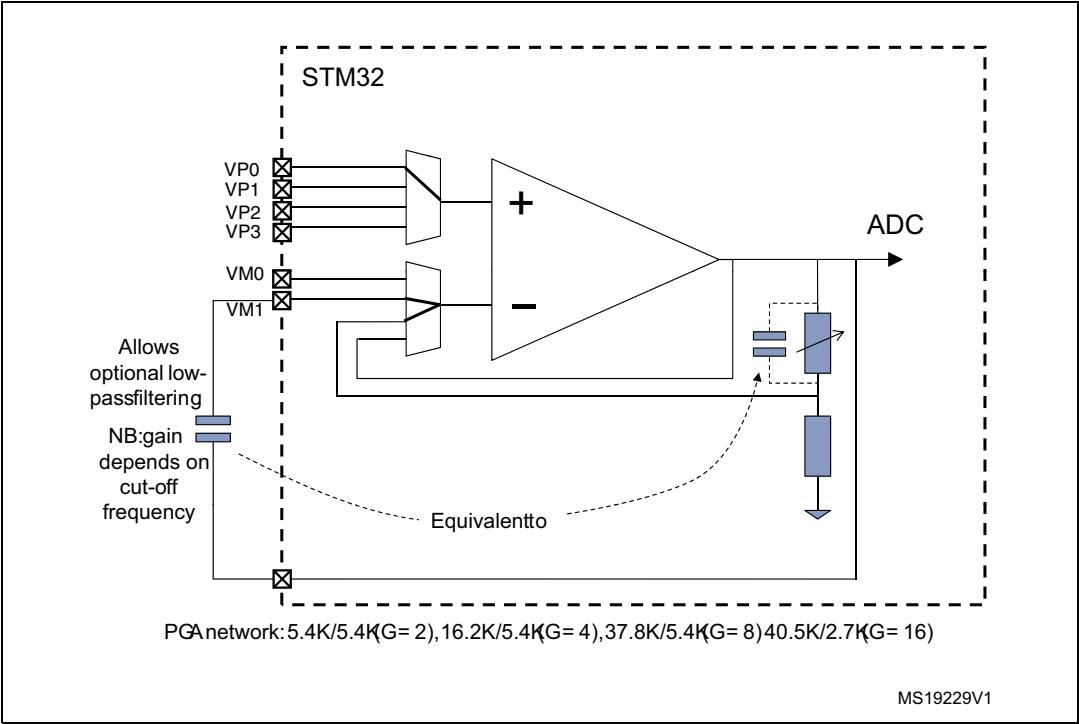 STM32
VP0
VP1
VP2
VP3
VM0
VM1
+
−
ADC
Allows
optional low-
passfiltering
NB:gain
depends on
cut-off
frequency
Equivalentto
PGAnetwork:5.4K/5.4K(G=2),16.2K/5.4K(G=4),37.8K/5.4K(G=8)40.5K/2.7K(G=16)
MS19229V1